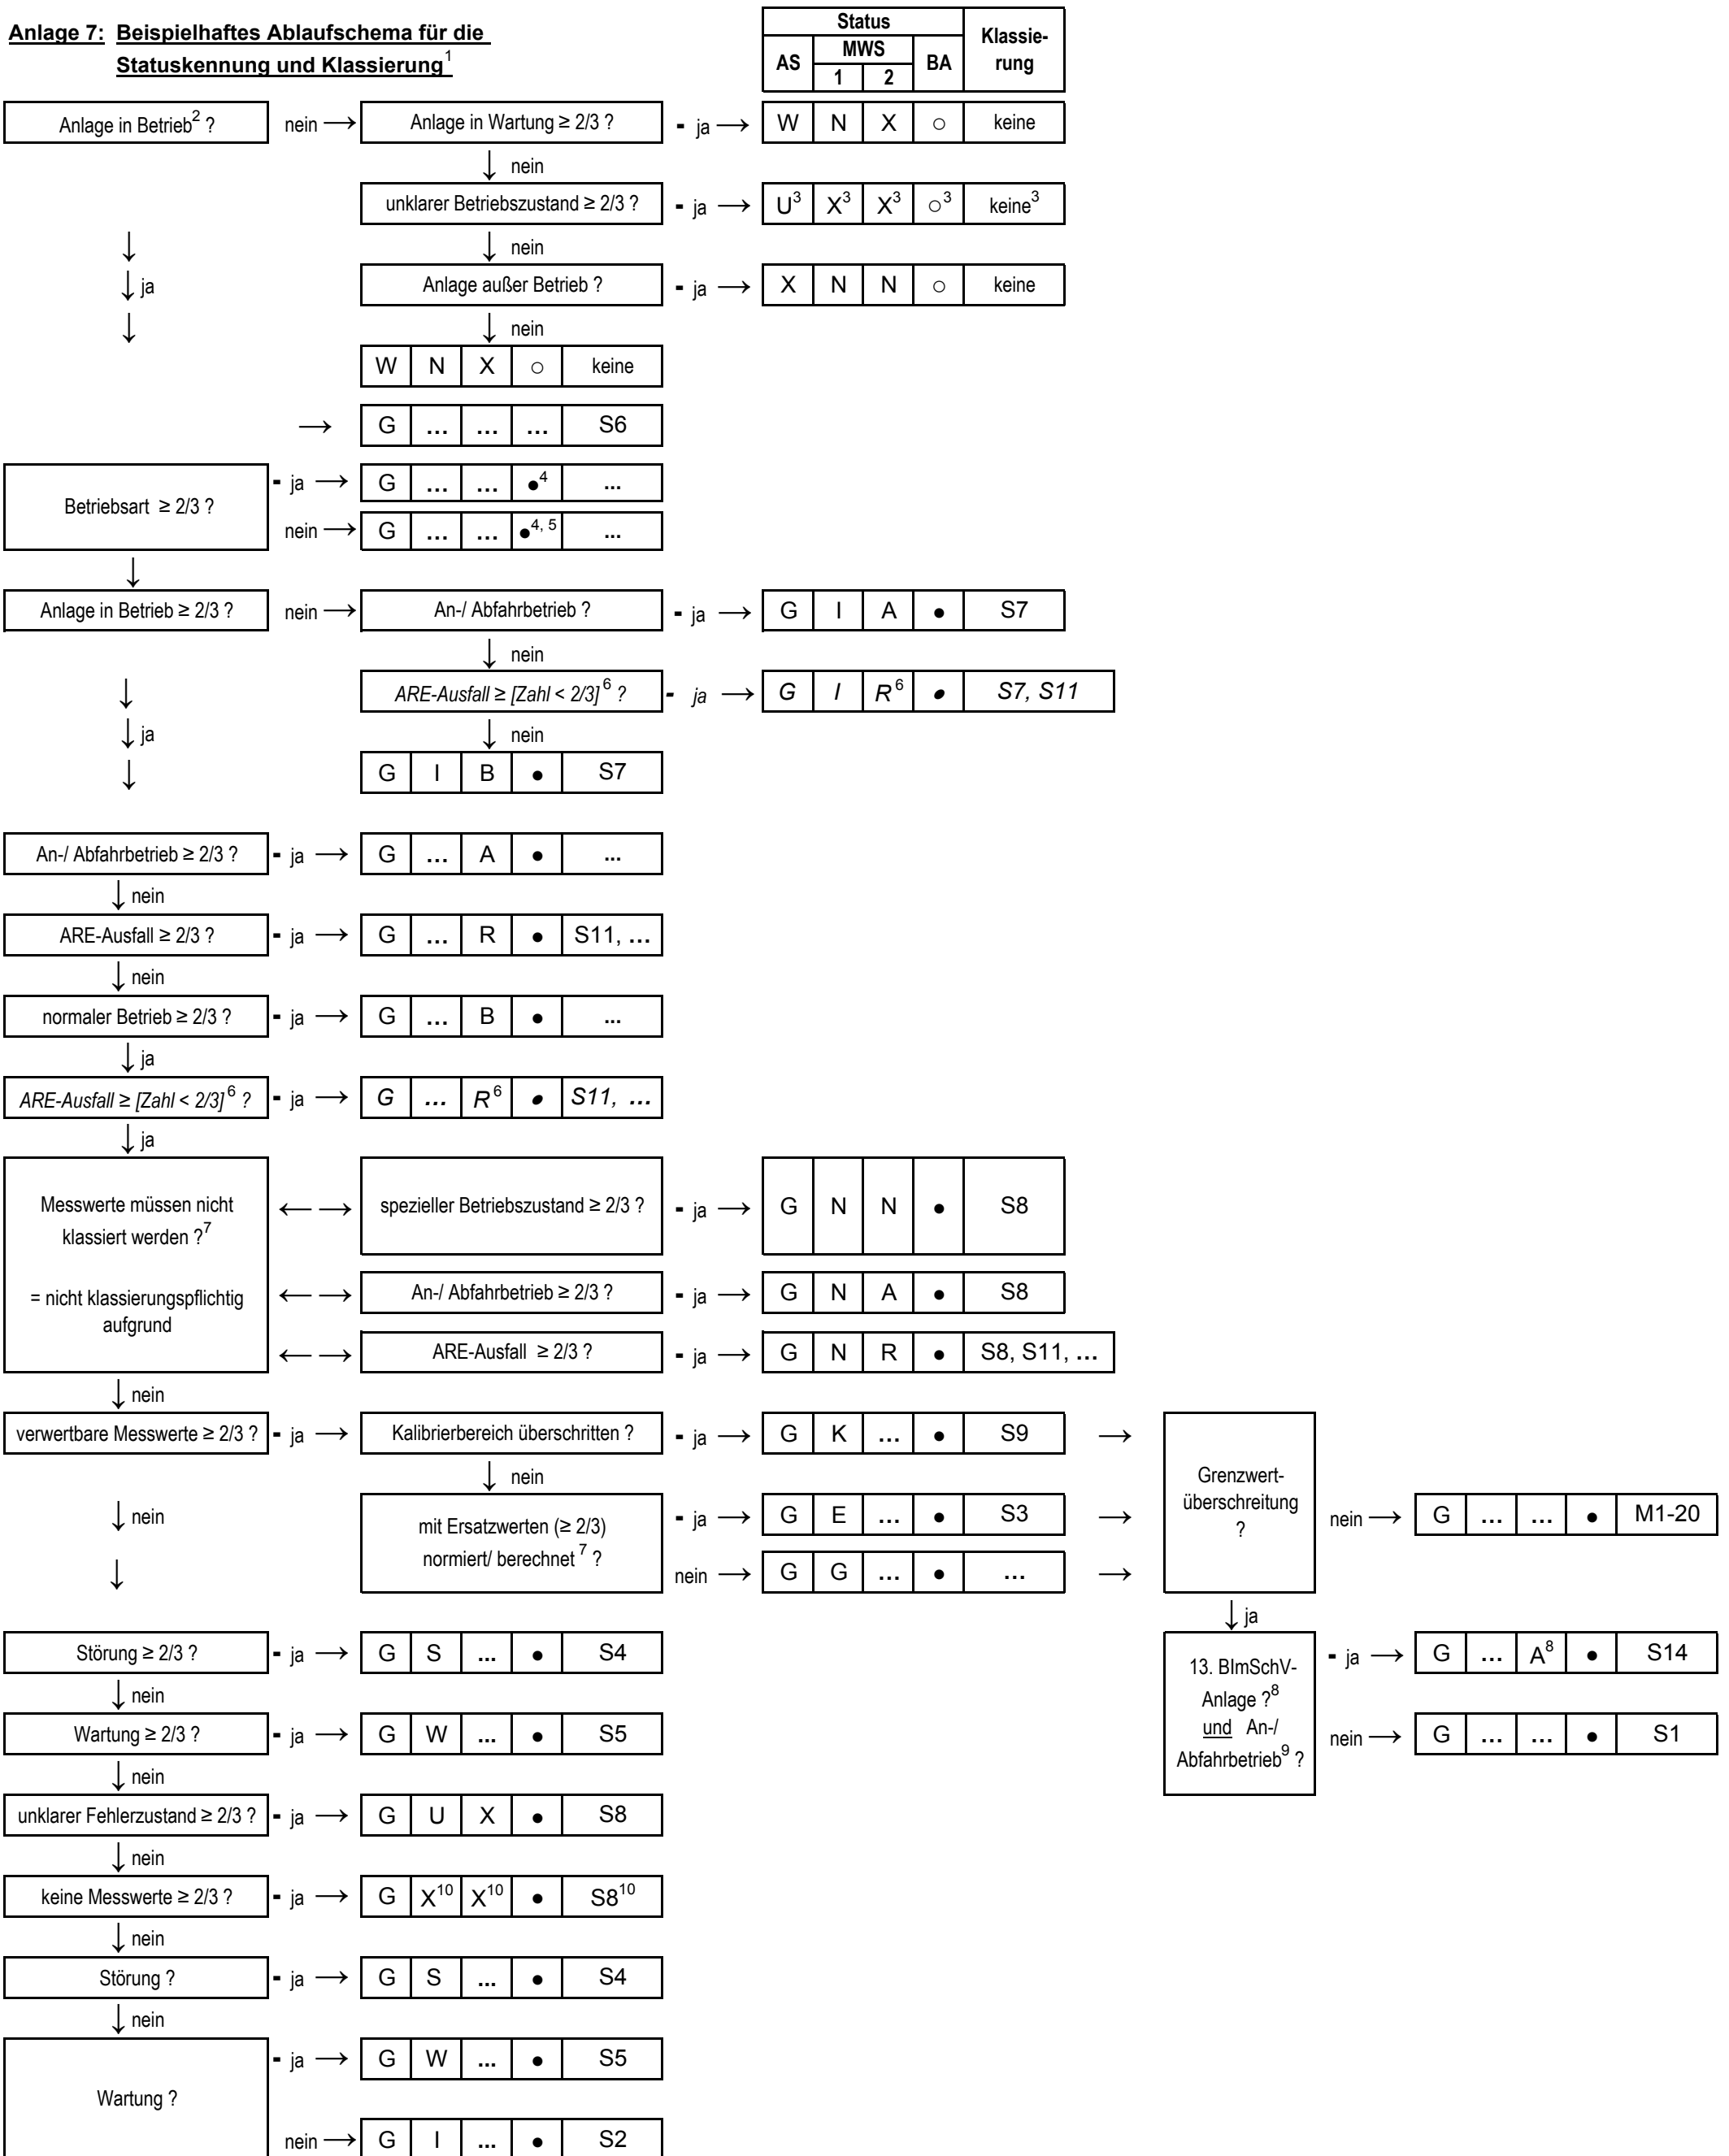 Anlage 7: Beispielhaftes Ablaufschema für die
Statuskennung und Klassierung1
Status
Klassie-
rung
AS
MWS
BA
1 2
Anlage in Betrieb2 ? nein → Anlage in Wartung ≥ 2/3 ? - ja → W N X ○ keine
↓ nein
unklarer Betriebszustand ≥ 2/3 ? - ja → U3 X3 X3 ○3 keine3
↓ ↓ nein
↓ ja Anlage außer Betrieb ? - ja → X N N ○ keine
↓ ↓ nein
W N X ○ keine
→ G ... ... ... S6
Betriebsart ≥ 2/3 ? - ja → G ... ... ●4 ...
nein → G ... ... ●4, 5 ...
↓
Anlage in Betrieb ≥ 2/3 ? nein → An-/ Abfahrbetrieb ? - ja → G I A ● S7
↓ nein
↓ ARE-Ausfall ≥ [Zahl < 2/3] 6 ? - ja → G I R6 ● S7, S11
↓ ja ↓ nein
↓ G I B ● S7
An-/ Abfahrbetrieb ≥ 2/3 ? - ja → G ... A ● ...
↓ nein
ARE-Ausfall ≥ 2/3 ? - ja → G ... R ● S11, ...
↓ nein
normaler Betrieb ≥ 2/3 ? - ja → G ... B ● ...
↓ ja
ARE-Ausfall ≥ [Zahl < 2/3] 6 ? - ja → G ... R6 ● S11, ...
↓ ja
Messwerte müssen nicht
klassiert werden ?7
= nicht klassierungspflichtig
aufgrund
← → spezieller Betriebszustand ≥ 2/3 ? - ja → G N N ● S8
← → An-/ Abfahrbetrieb ≥ 2/3 ? - ja → G N A ● S8
← → ARE-Ausfall ≥ 2/3 ? - ja → G N R ● S8, S11, ...
↓ nein
verwertbare Messwerte ≥ 2/3 ? - ja → Kalibrierbereich überschritten ? - ja → G K ... ● S9 →
↓ nein
↓ nein
↓
mit Ersatzwerten (≥ 2/3)
normiert/ berechnet 7 ?
- ja → G E ... ● S3 →
nein → G G ... ● ... →
Grenzwert-
überschreitung
?
nein → G ... ... ● M1-20
↓ ja
13. BImSchV-
Anlage ?8
und An-/
Abfahrbetrieb9 ?
- ja → G ... A8 ● S14
nein → G ... ... ● S1
Störung ≥ 2/3 ? - ja → G S ... ● S4
↓ nein
Wartung ≥ 2/3 ? - ja → G W ... ● S5
↓ nein
unklarer Fehlerzustand ≥ 2/3 ? - ja → G U X ● S8
↓ nein
keine Messwerte ≥ 2/3 ? - ja → G X10 X10 ● S810
↓ nein
Störung ? - ja → G S ... ● S4
↓ nein
Wartung ? - ja → G W ... ● S5
nein → G I ... ● S2